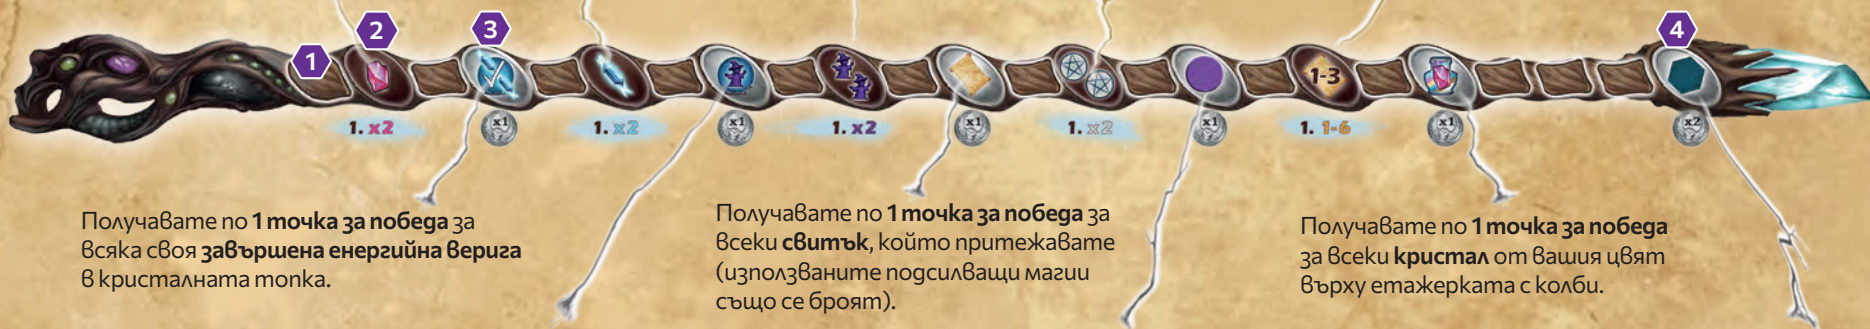 1
2
3
4
1-3
1. x2
x1
1. x2
x1
1. x2
x1
1. x2
x1
1. 1-6
x1
x2
Получавате по 1 точка за победа за
всяка своя завършена енергийна верига
в кристалната топка.
Получавате по 1 точка за победа за
всеки свитък, който притежавате
(използваните подсилващи магии
също се броят).
Получавате по 1 точка за победа
за всеки кристал от вашия цвят
върху етажерката с колби.